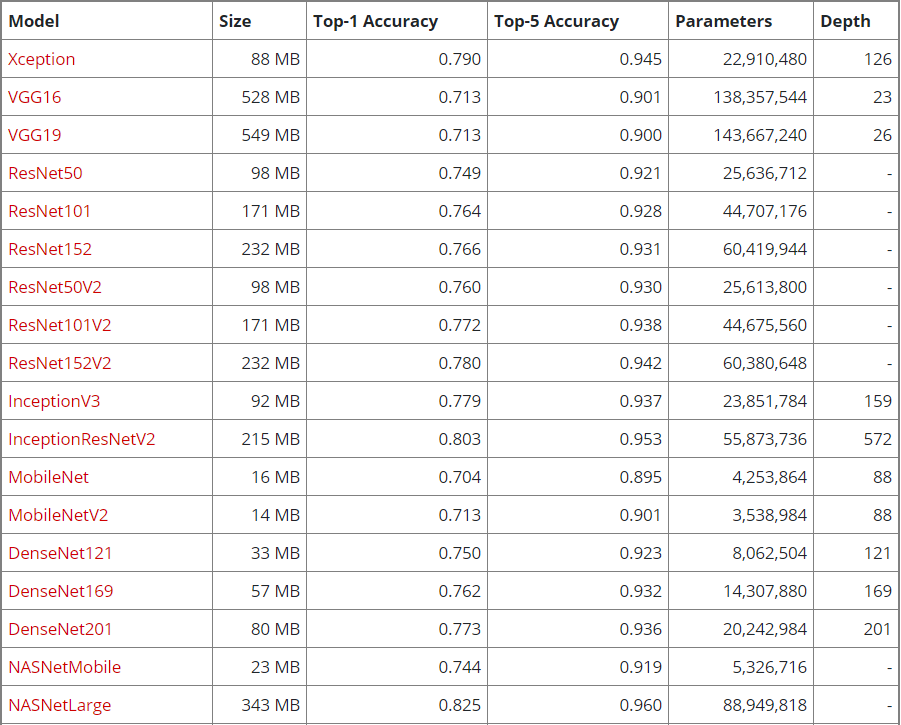 Model Size Top-1 Accuracy Top-5 Accuracy Parameters Depth
Xception 88 MB 0.790 0.945 22,910,480 126
VGG16 528 MB 0.713 0.901 138,357,544 23
VGG19 549 MB 0.713 0.900 143,667,240 26
ResNet50 98 MB 0.749 0.921 25,636,712 -
ResNet101 171 MB 0.764 0.928 44,707,176 -
ResNet152 232 MB 0.766 0.931 60,419,944 -
ResNet50V2 98 MB 0.760 0.930 25,613,800 -
ResNet101V2 171 MB 0.772 0.938 44,675,560 -
ResNet152V2 232 MB 0.780 0.942 60,380,648 -
InceptionV3 92 MB 0.779 0.937 23,851,784 159
InceptionResNetV2 215 MB 0.803 0.953 55,873,736 572
MobileNet 16 MB 0.704 0.895 4,253,864 88
MobileNetV2 14 MB 0.713 0.901 3,538,984 88
DenseNet121 33 MB 0.750 0.923 8,062,504 121
DenseNet169 57 MB 0.762 0.932 14,307,880 169
DenseNet201 80 MB 0.773 0.936 20,242,984 201
NASNetMobile 23 MB 0.744 0.919 5,326,716 -
NASNetLarge 343 MB 0.825 0.960 88,949,818 -